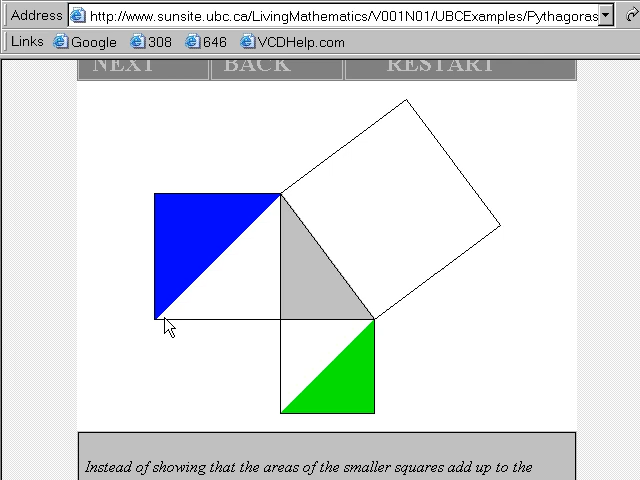 Address http://www.sunsite.ubc.ca/LivingMathematics/V001N01/UBCExamples/Pythagoras
Links Google 308 646 VCDHelp.com
NEXT BACK RESTART
Instead of showing that the areas of the smaller squares add up to the